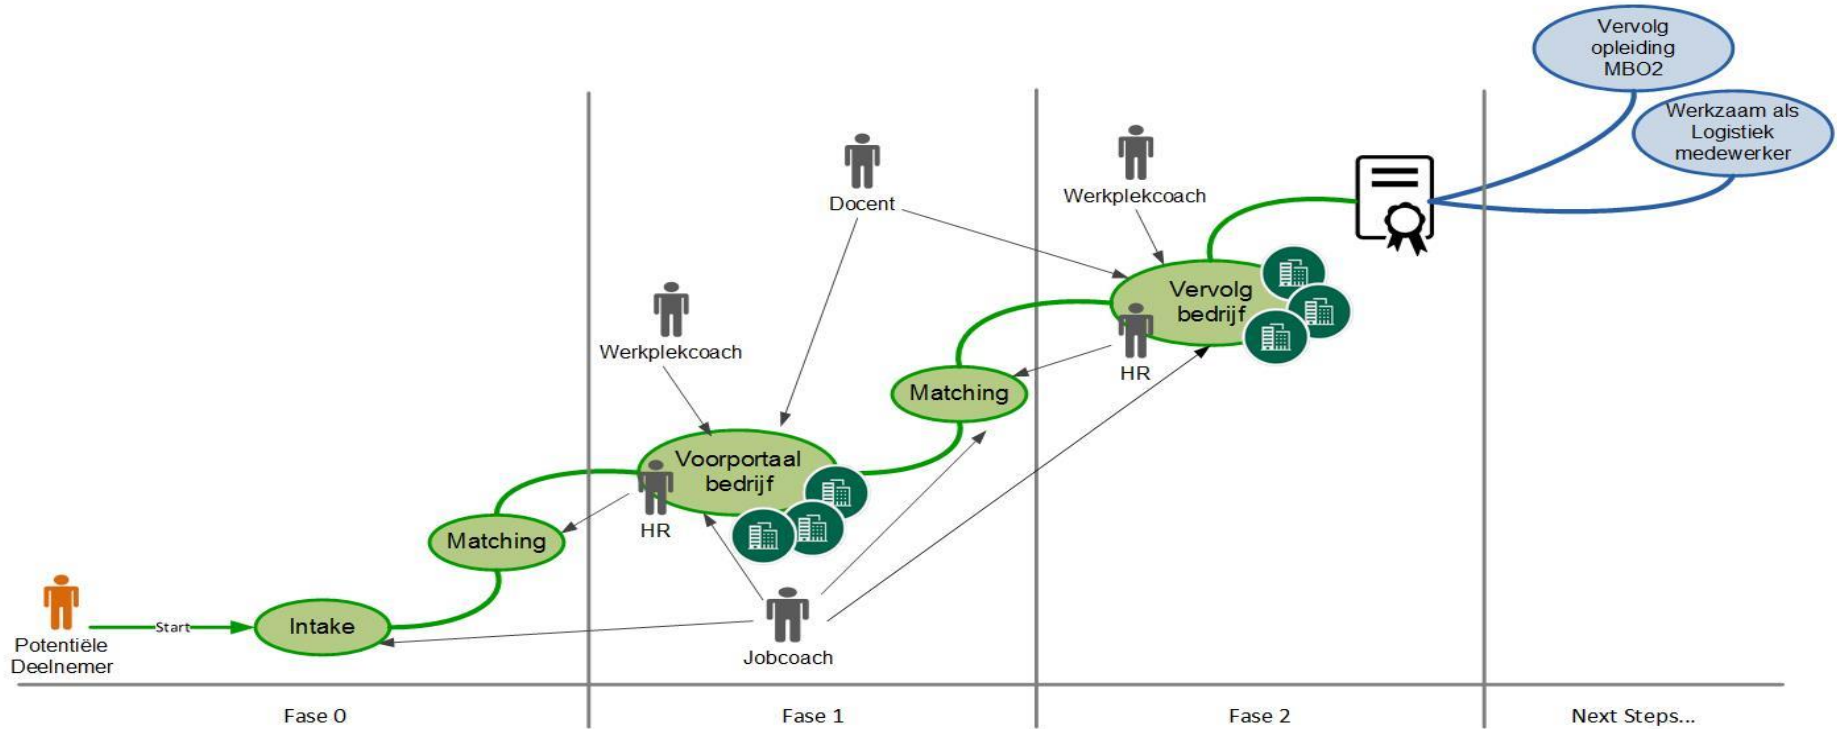 Vervolg
opleiding
MBO2
Werkzaam als
Logistiek
medewerker
Docent
Werkplekcoach
Vervolg
bedrijf
HR
Werkplekcoach
Matching
Voorportaal
bedrijf
HR
Matching
Start
Intake
Potentiële
Deelnemer
Jobcoach
Fase 0
Fase 1
Fase 2
Next Steps...